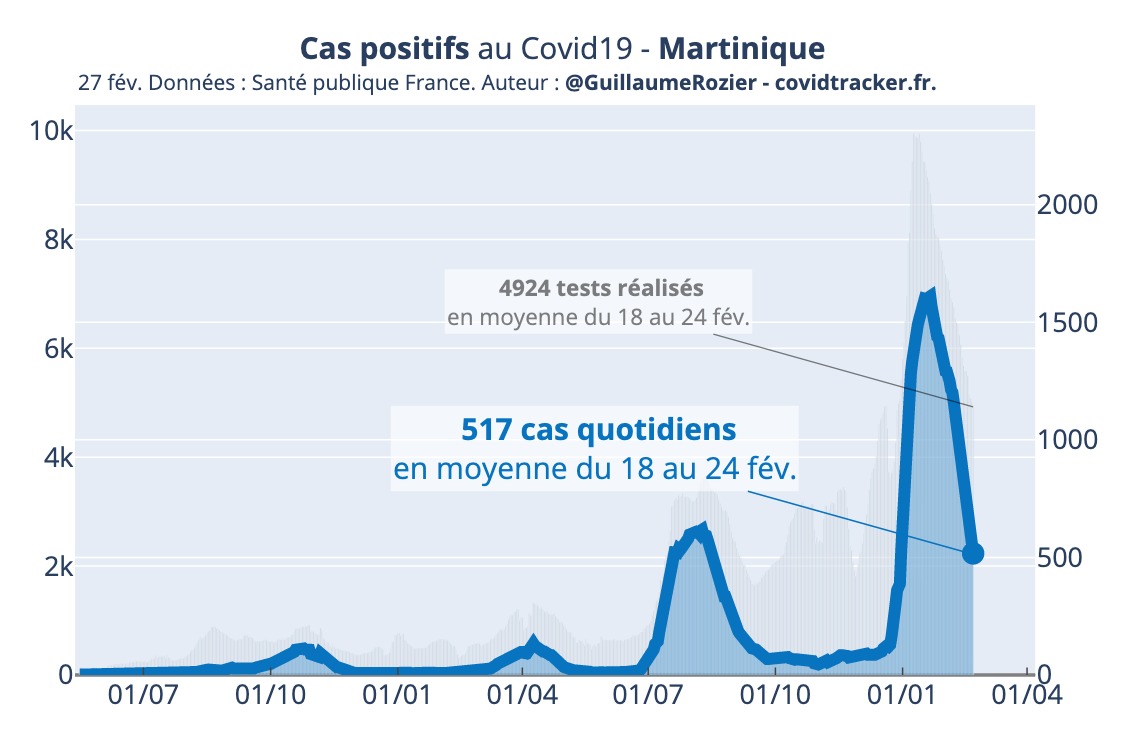 Cas positifs au Covid19 - Martinique
27 fév. Données : Santé publique France. Auteur : @GuillaumeRozier - covidtracker.fr.
10k
2000
8k
4924 tests réalisés
en moyenne du 18 au 24 fév.
1500
6k
517 cas quotidiens
1000
4k
en moyenne du 18 au 24 fév.
500
2k
0
0
01/07 01/10 01/01 01/04 01/07 01/10 01/01 01/04